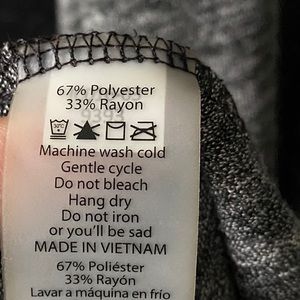 67% Polyester
33% Rayon
Machine wash cold
Gentle cycle
Do not bleach
Hang dry
Do not iron
or you'll be sad
MADE IN VIETNAM
67% Poliéster
33% Rayón
Lavar a máquina en frío